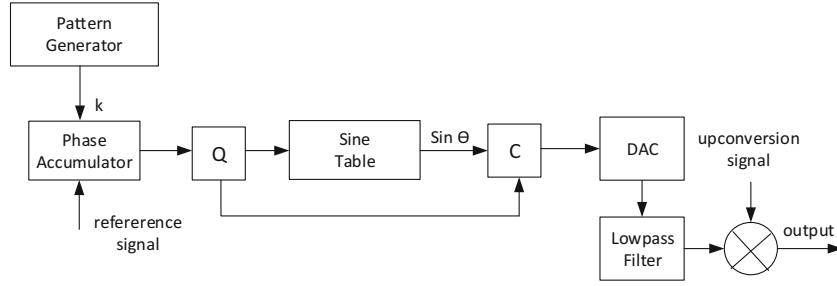 Pattern
Generator
k
Phase
Accumulator
Q
Sine
Table
Sin Θ
C
DAC
upconversion
signal
refererence
signal
Lowpass
Filter
output